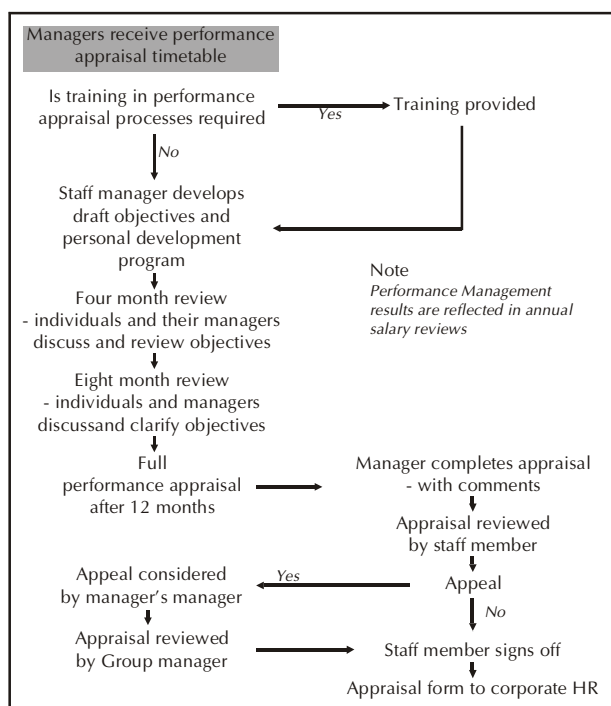 Managers receive performance
appraisal timetable
Is training in performance
appraisal processes required
Yes
Training provided
No
Staff manager develops
draft objectives and
personal development
program
Note
Performance Management
results are reflected in annual
salary reviews
Four month review
- individuals and their managers
discuss and review objectives
Eight month review
- individuals and managers
discussand clarify objectives
Full
performance appraisal
after 12 months
Manager completes appraisal
- with comments
Appraisal reviewed
by staff member
Appeal
Yes
Appeal considered
by manager's manager
No
Appraisal reviewed
by Group manager
Staff member signs off
Appraisal form to corporate HR